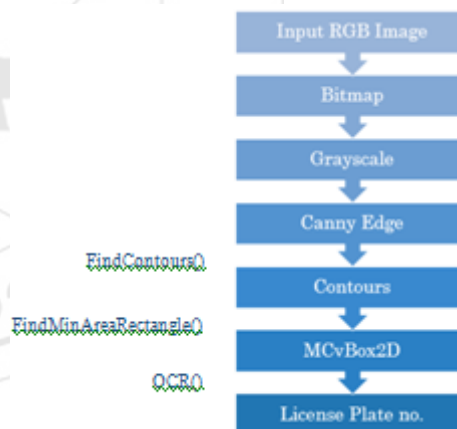 Input RGB Image
Bitmap
Grayscale
Canny Edge
FindContours()
Contours
FindMinAreaRectangle()
MCvBox2D
OCR()
License Plate no.